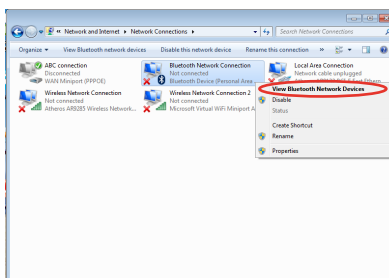 « Network and Internet ▸ Network Connections ▸
Search Network Connections
Organize ▾ View Bluetooth network devices Disable this network device Rename this connection »
ABC connection
Disconnected
WAN Miniport (PPPOE)
Bluetooth Network Connection
Not connected
Bluetooth Device (Personal Area...
Local Area Connection
Network cable unplugged
Wireless Network Connection
Not connected
Atheros AR9285 Wireless Network...
Wireless Network Connection 2
Not connected
Microsoft Virtual WiFi Miniport A
View Bluetooth Network Devices
Disable
Status
Create Shortcut
Rename
Properties